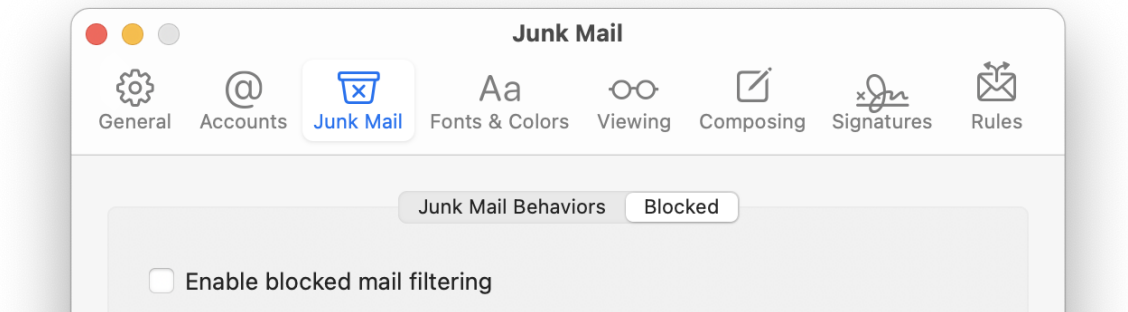 Junk Mail
General Accounts Junk Mail Fonts & Colors Viewing Composing Signatures Rules
Junk Mail Behaviors Blocked
Enable blocked mail filtering